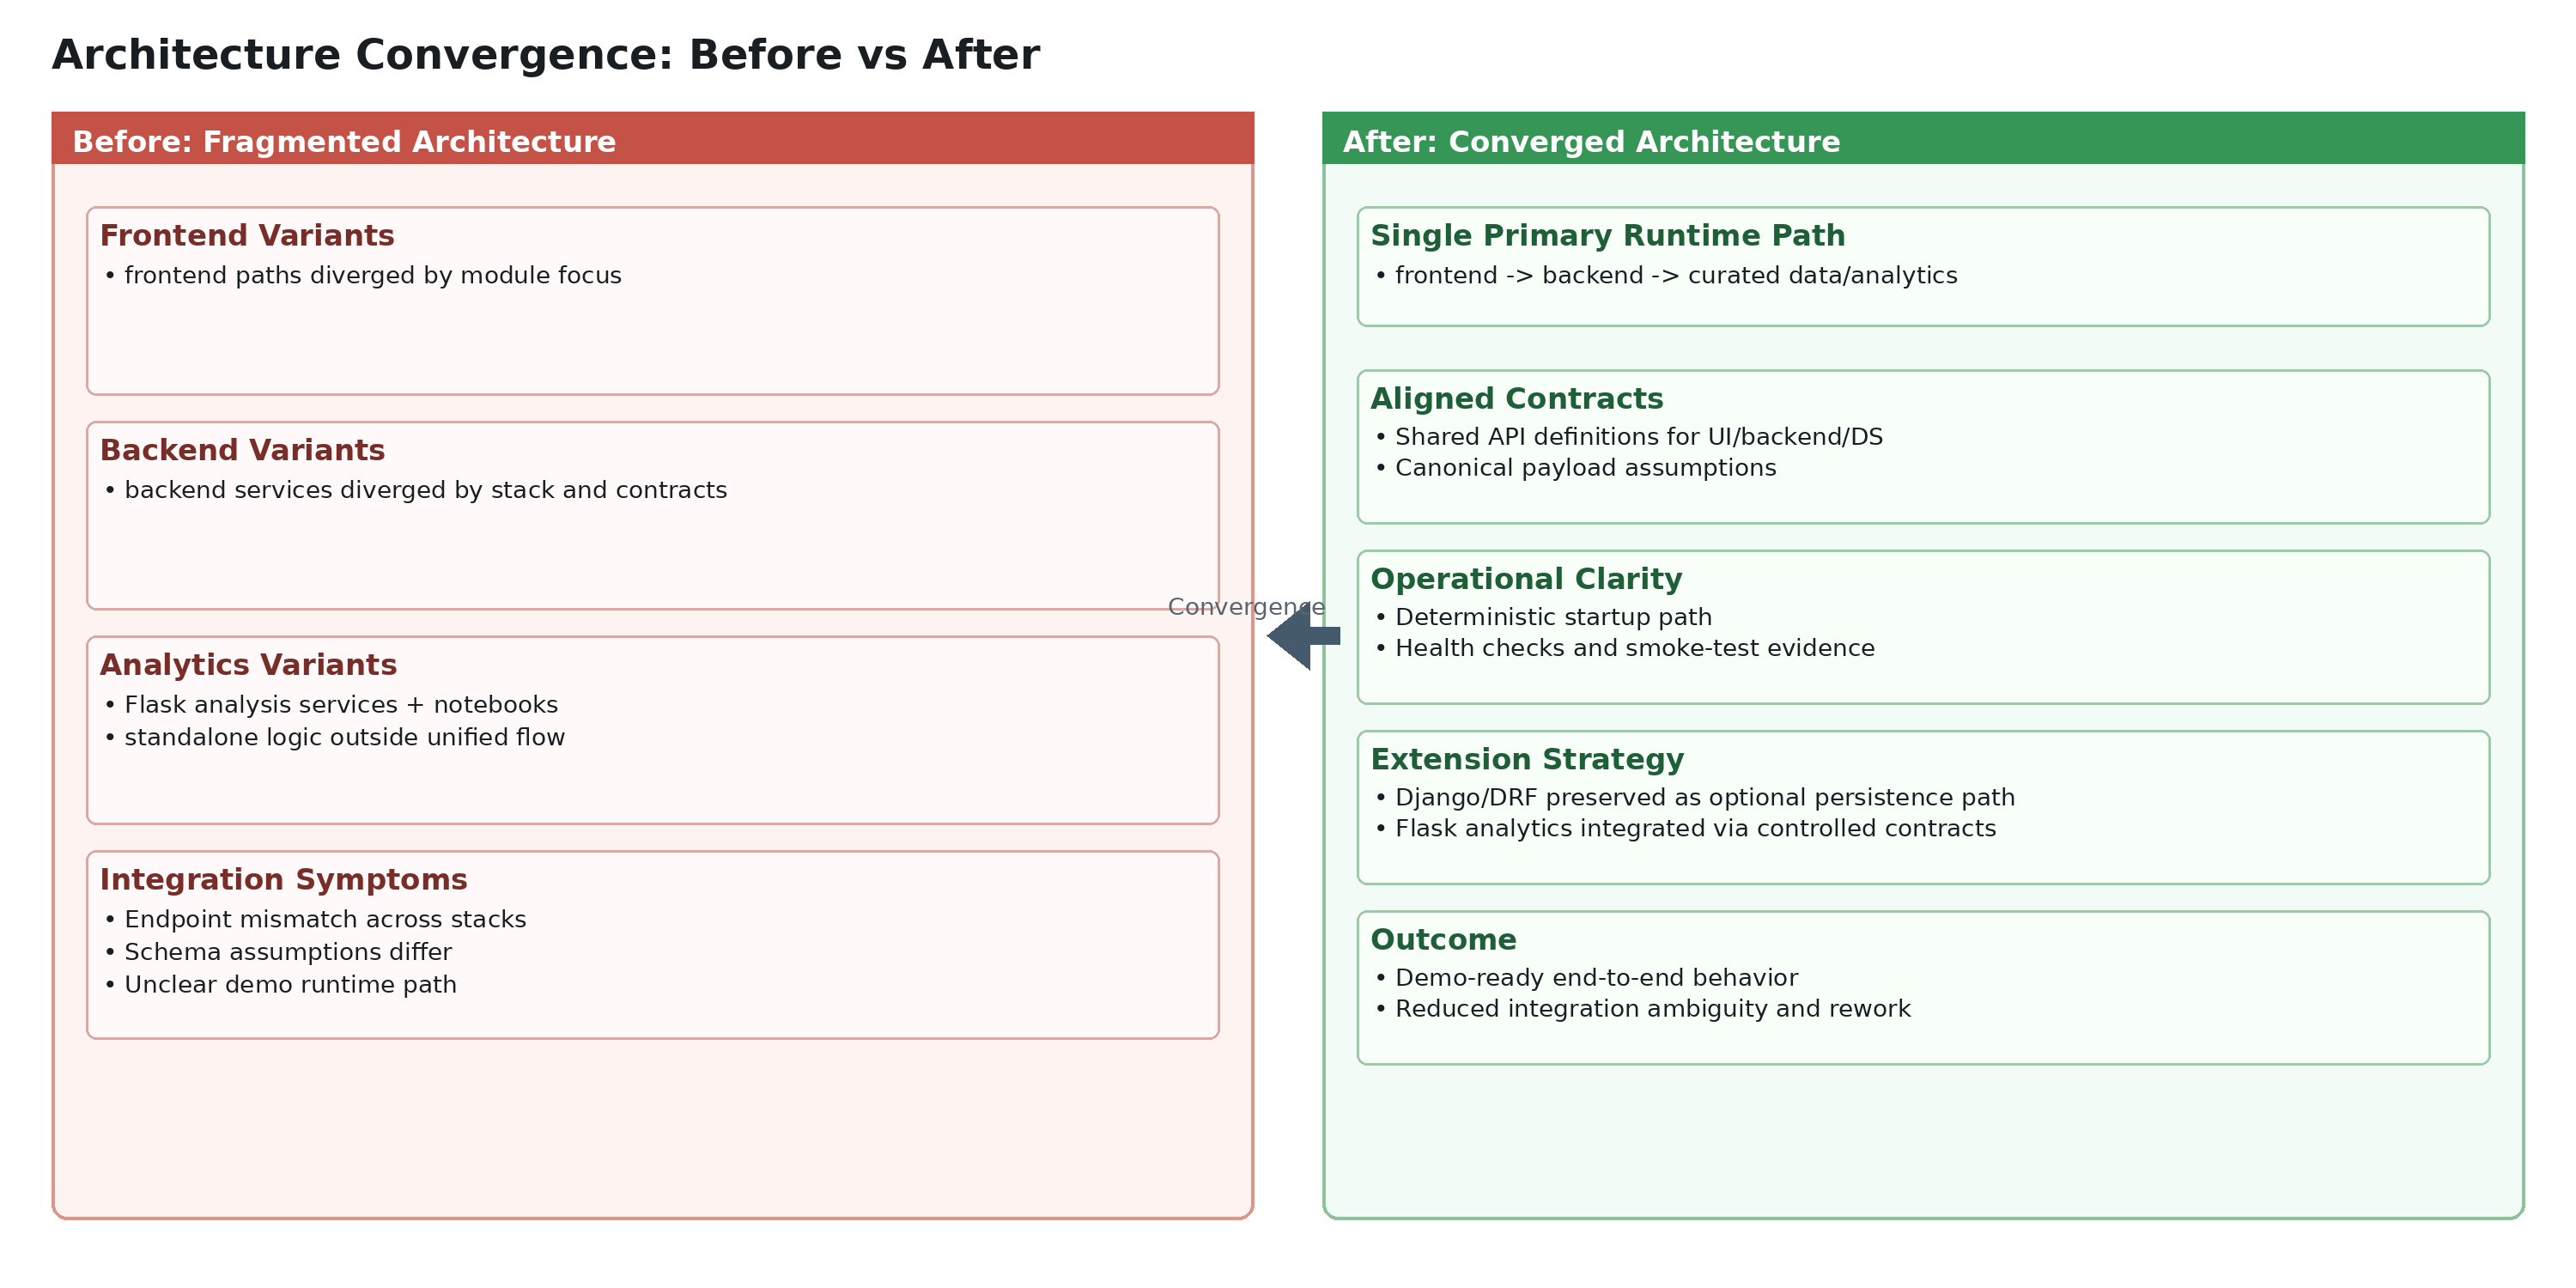 Architecture Convergence: Before vs After
Before: Fragmented Architecture
Frontend Variants
• frontend paths diverged by module focus
Backend Variants
• backend services diverged by stack and contracts
Analytics Variants
• Flask analysis services + notebooks
• standalone logic outside unified flow
Integration Symptoms
• Endpoint mismatch across stacks
• Schema assumptions differ
• Unclear demo runtime path
Convergence
After: Converged Architecture
Single Primary Runtime Path
• frontend -> backend -> curated data/analytics
Aligned Contracts
• Shared API definitions for UI/backend/DS
• Canonical payload assumptions
Operational Clarity
• Deterministic startup path
• Health checks and smoke-test evidence
Extension Strategy
• Django/DRF preserved as optional persistence path
• Flask analytics integrated via controlled contracts
Outcome
• Demo-ready end-to-end behavior
• Reduced integration ambiguity and rework